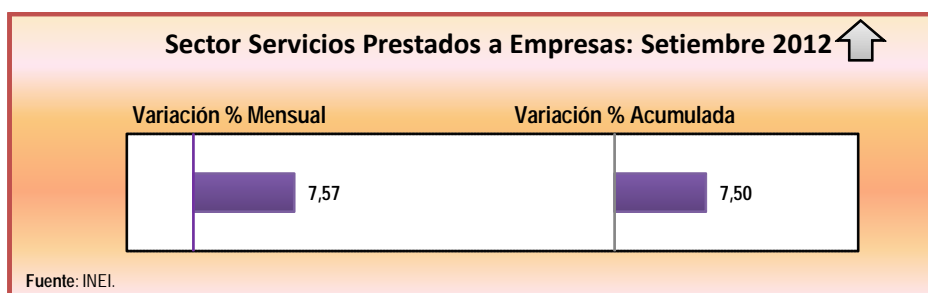 Sector Servicios Prestados a Empresas: Setiembre 2012
Variación % Mensual
Variación % Acumulada
7,57
7,50
Fuente: INEI.